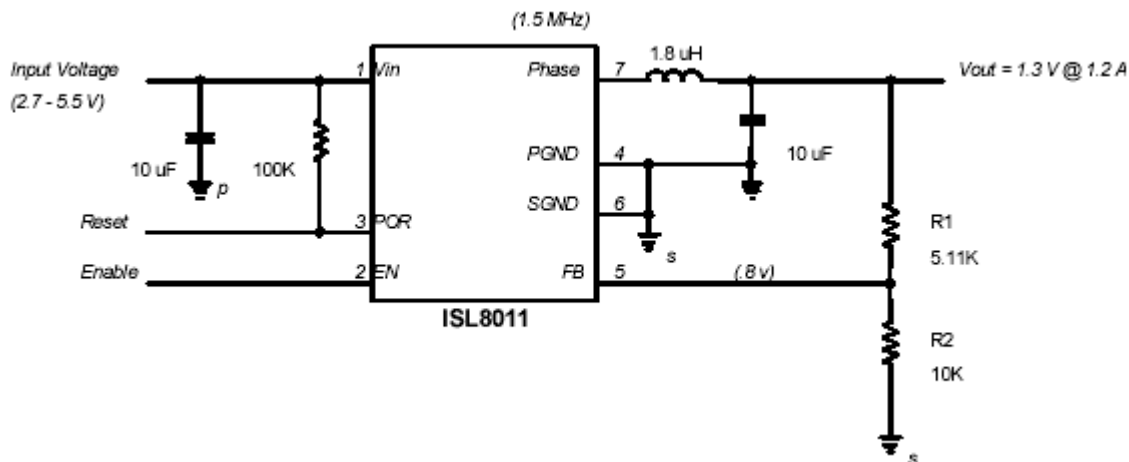 (1.5 MHz)
1.8 uH
Input Voltage
1
Vin
Phase
7
Vout = 1.3 V @ 1.2 A
(2.7 - 5.5 V)
10 uF
p
100K
PGND
4
10 uF
SGND
6
s
Reset
3
POR
R1
5.11K
Enable
2
EN
FB
5
(.8 v)
ISL8011
R2
10K
s